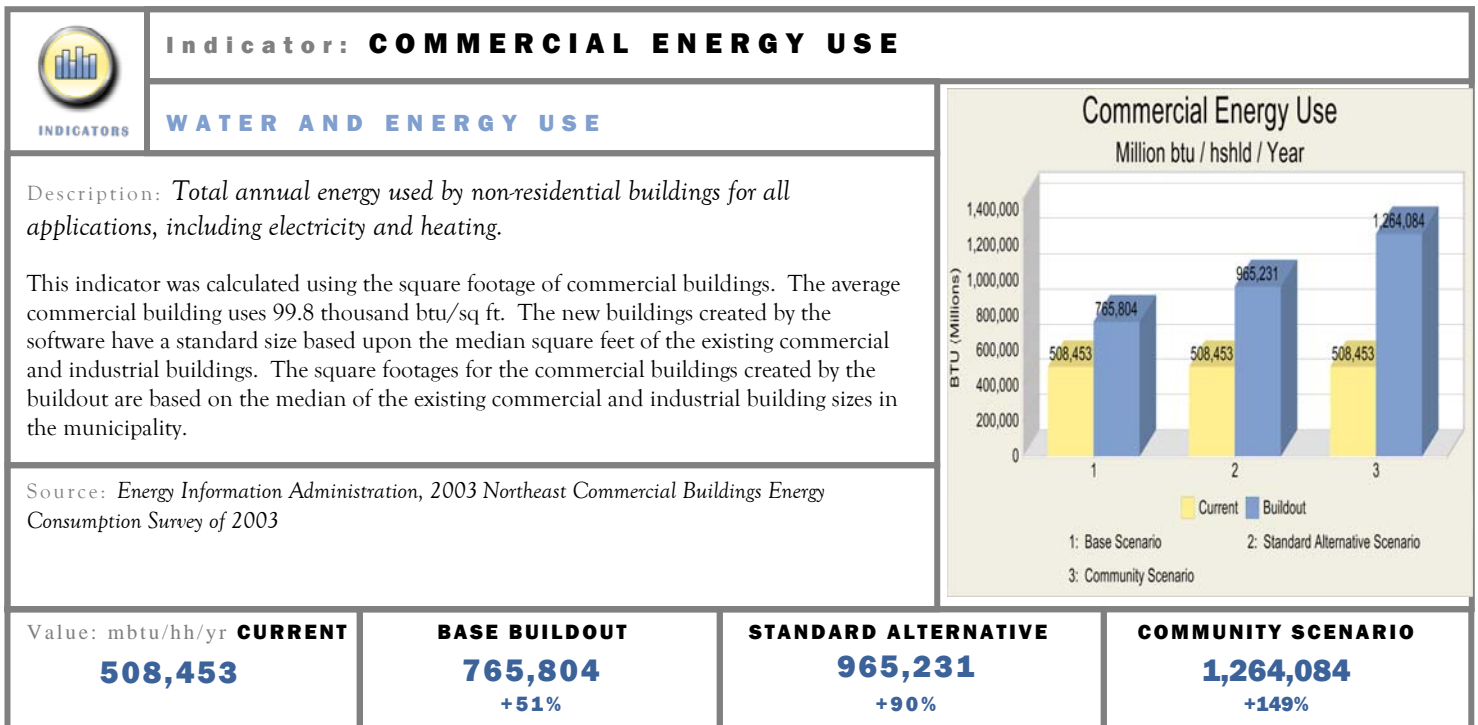 INDICATORS
Indicator: COMMERCIAL ENERGY USE
WATER AND ENERGY USE
Description: Total annual energy used by non-residential buildings for all
applications, including electricity and heating.
This indicator was calculated using the square footage of commercial buildings. The average
commercial building uses 99.8 thousand btu/sq ft. The new buildings created by the
software have a standard size based upon the median square feet of the existing commercial
and industrial buildings. The square footages for the commercial buildings created by the
buildout are based on the median of the existing commercial and industrial building sizes in
the municipality.
Source: Energy Information Administration, 2003 Northeast Commercial Buildings Energy
Consumption Survey of 2003
Commercial Energy Use
Million btu / hshld / Year
BTU (Millions)
1,400,000
1,200,000
1,000,000
800,000
600,000
400,000
200,000
0
508,453
765,804
508,453
965,231
508,453
1,264,084
1
2
3
Current Buildout
1: Base Scenario 2: Standard Alternative Scenario
3: Community Scenario
Value: mbtu/hh/yr CURRENT
508,453
BASE BUILDOUT
765,804
+51%
STANDARD ALTERNATIVE
965,231
+90%
COMMUNITY SCENARIO
1,264,084
+149%